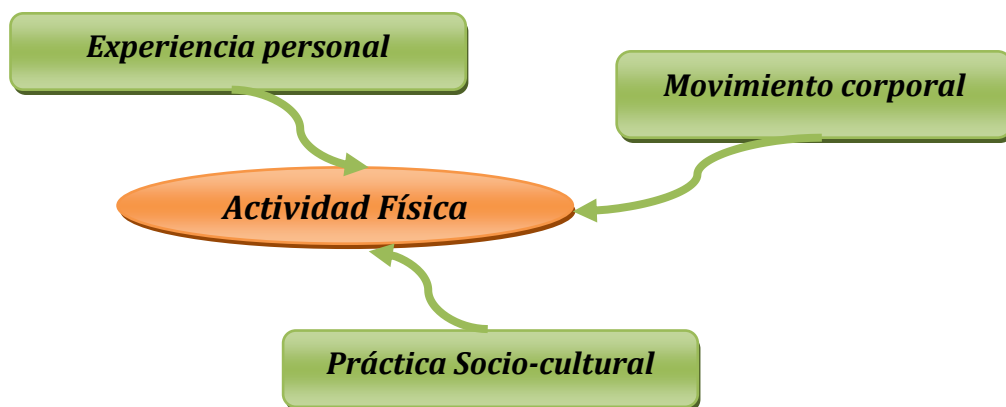 Experiencia personal
Movimiento corporal
Actividad Física
Práctica Socio-cultural